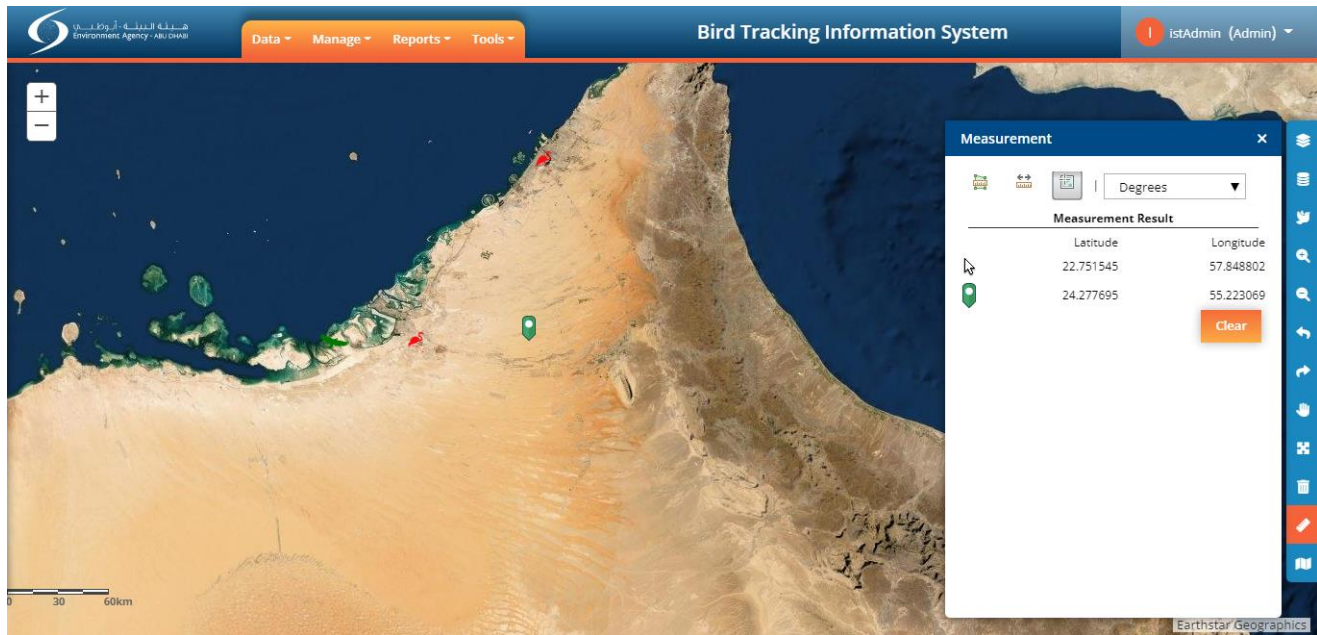 هيئة البيئة - أبوظبي
Environment Agency - ABU DHABI
Data
Manage
Reports
Tools
Bird Tracking Information System
I
istAdmin (Admin)
+
−
Measurement ×
| Degrees
Measurement Result
Latitude Longitude
22.751545 57.848802
24.277695 55.223069
Clear
0 30 60km
Earthstar Geographics